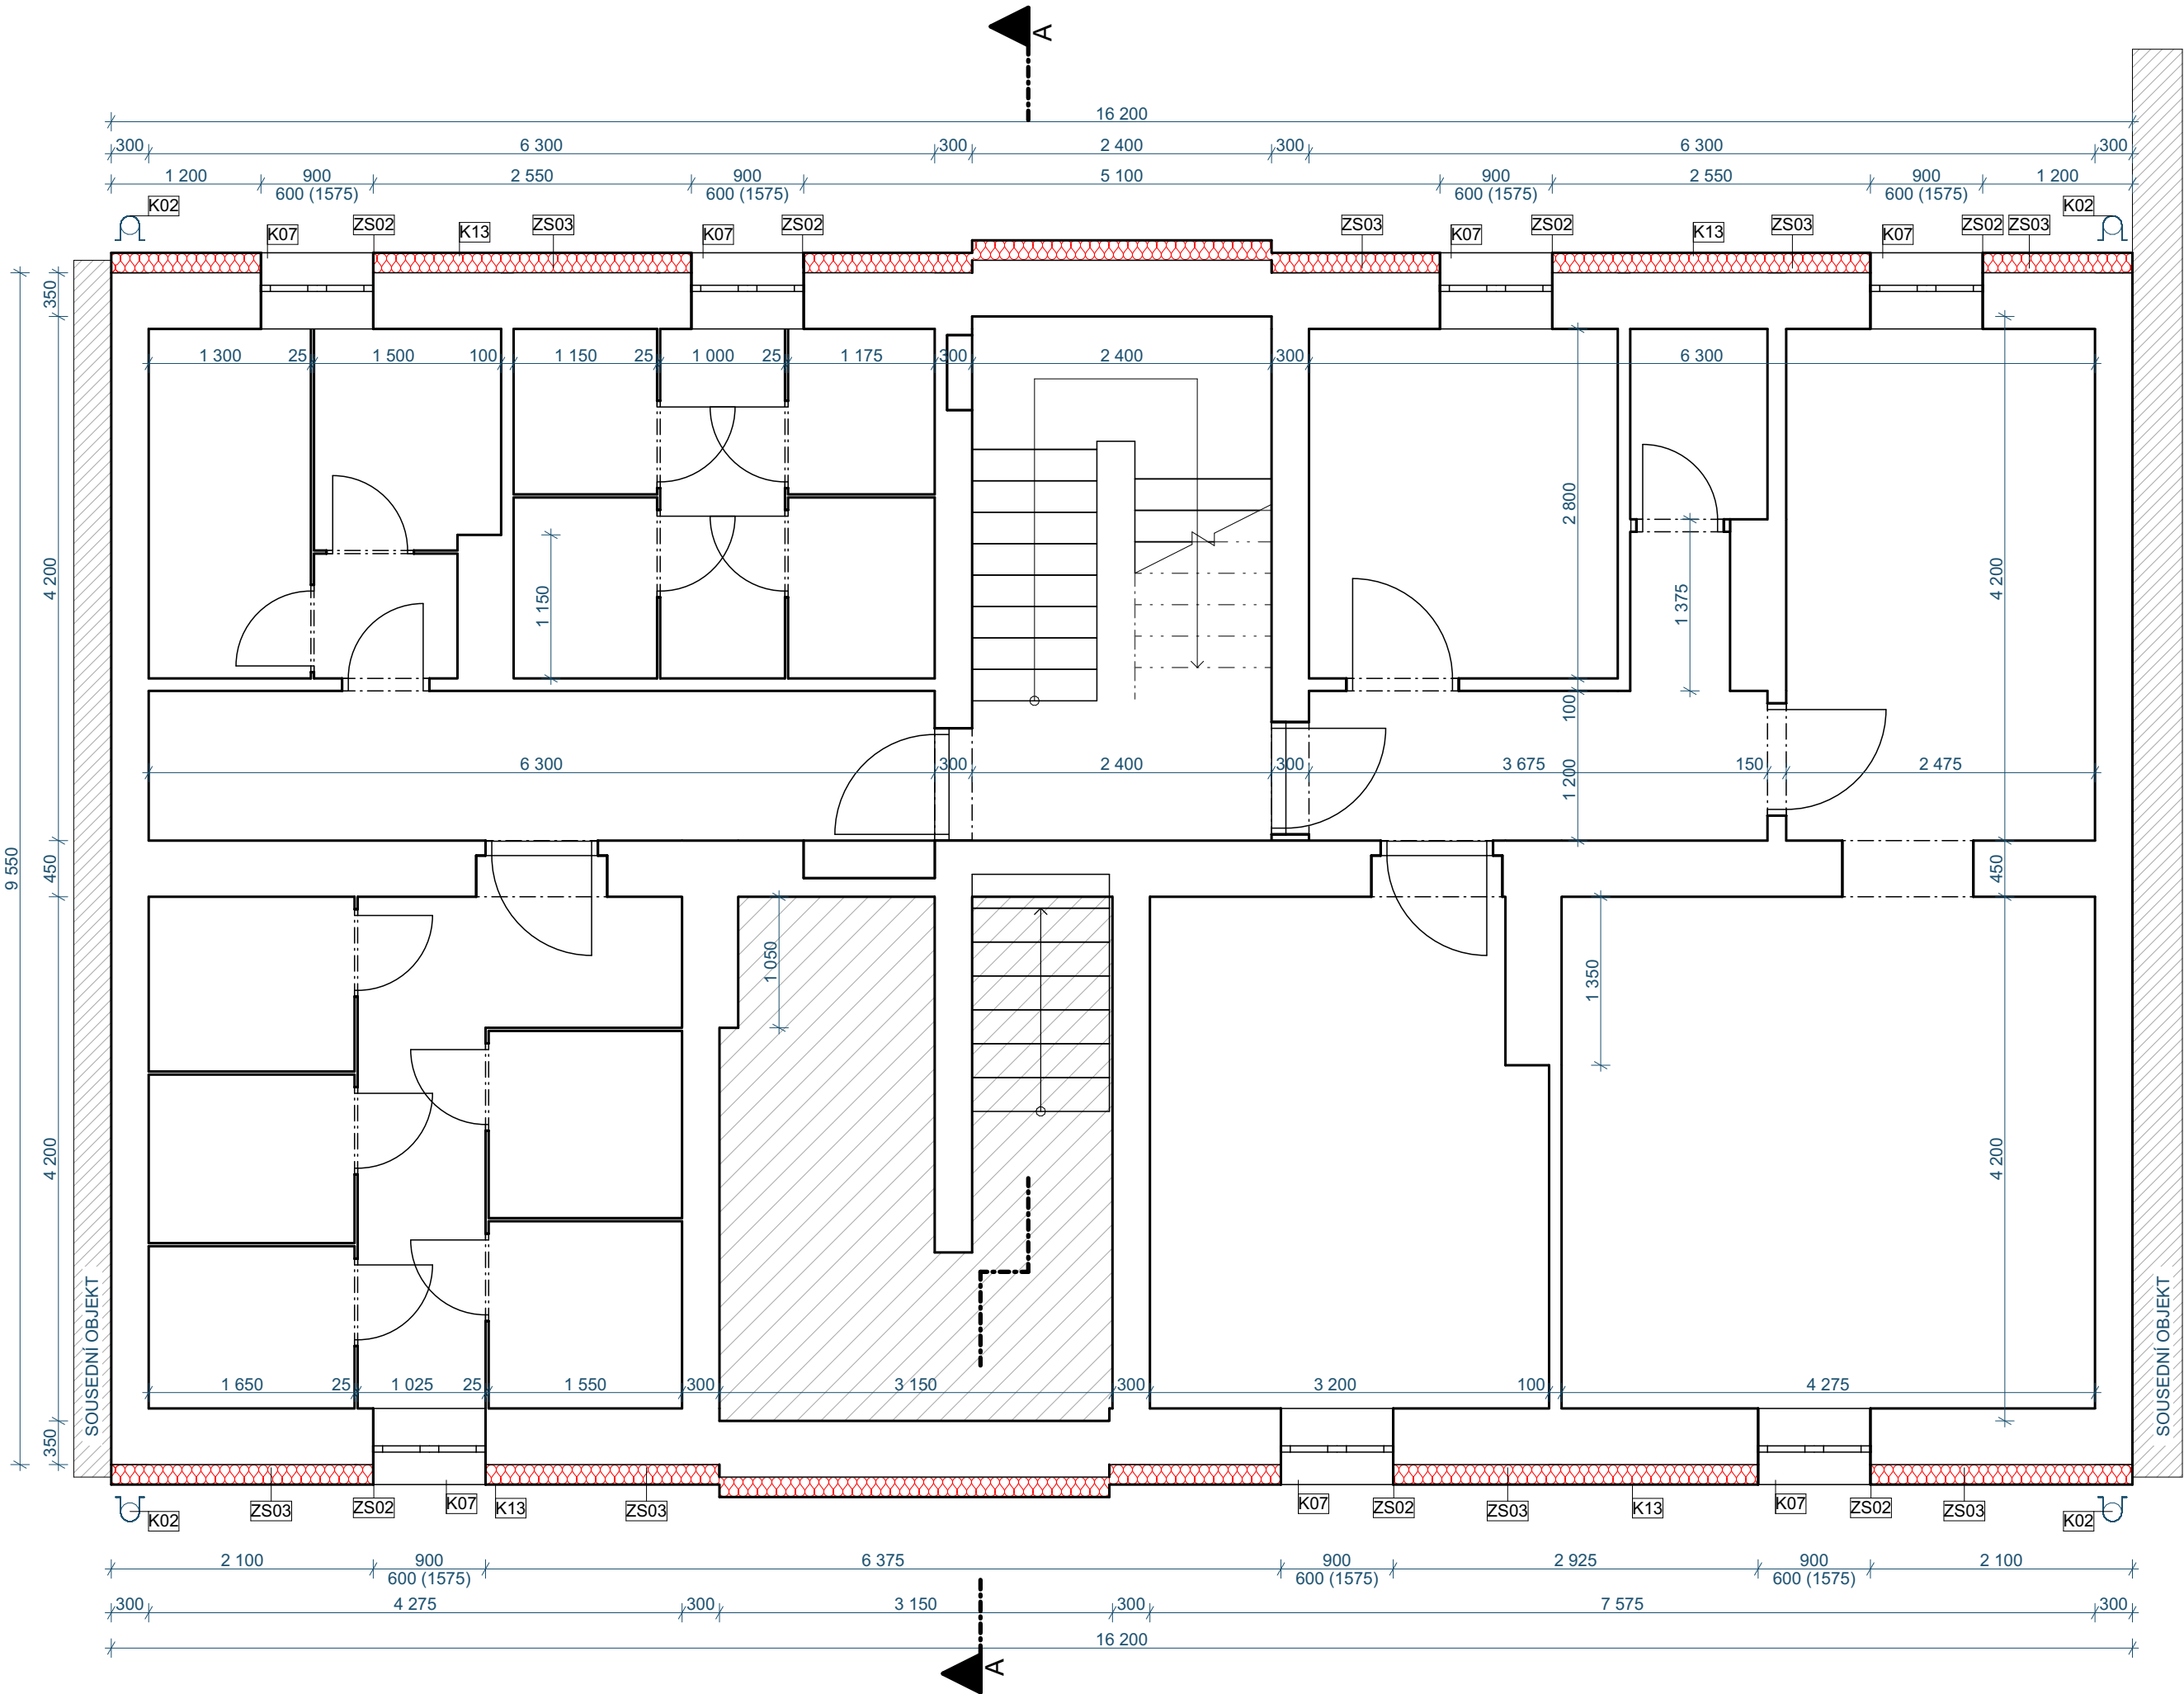 A
16 200
300 6 300 300 2 400 300 6 300 300
1 200 900 2 550 900 5 100 900 2 550 900 1 200
600 (1575) 600 (1575) 600 (1575) 600 (1575)
K02 K02
K07 ZS02 K13 ZS03 K07 ZS02 ZS03 K07 ZS02 K13 ZS03 K07 ZS02 ZS03
350
1 300 25 1 500 100 1 150 25 1 000 25 1 175 300 2 400 300 6 300
2 800
4 200
4 200
1 150
1 375
100
6 300 300 2 400 300 3 675 150 2 475
1 200
9 550
450
450
1 050
1 350
4 200
4 200
SOUSEDNÍ OBJEKT
SOUSEDNÍ OBJEKT
1 650 25 1 025 25 1 550 300 3 150 300 3 200 100 4 275
350
K02 ZS03 ZS02 K07 K13 ZS03 K07 ZS02 ZS03 K13 K07 ZS02 ZS03 K02
2 100 900 6 375 900 2 925 900 2 100
600 (1575) 600 (1575) 600 (1575)
300 4 275 300 3 150 300 7 575 300
16 200
A